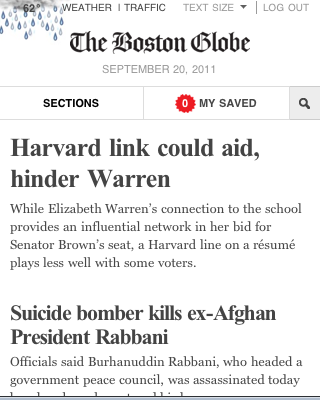 62° WEATHER | TRAFFIC TEXT SIZE LOG OUT
The Boston Globe
SEPTEMBER 20, 2011
SECTIONS 0 MY SAVED
Harvard link could aid,
hinder Warren
While Elizabeth Warren’s connection to the school
provides an influential network in her bid for
Senator Brown’s seat, a Harvard line on a résumé
plays less well with some voters.
Suicide bomber kills ex-Afghan
President Rabbani
Officials said Burhanuddin Rabbani, who headed a
government peace council, was assassinated today